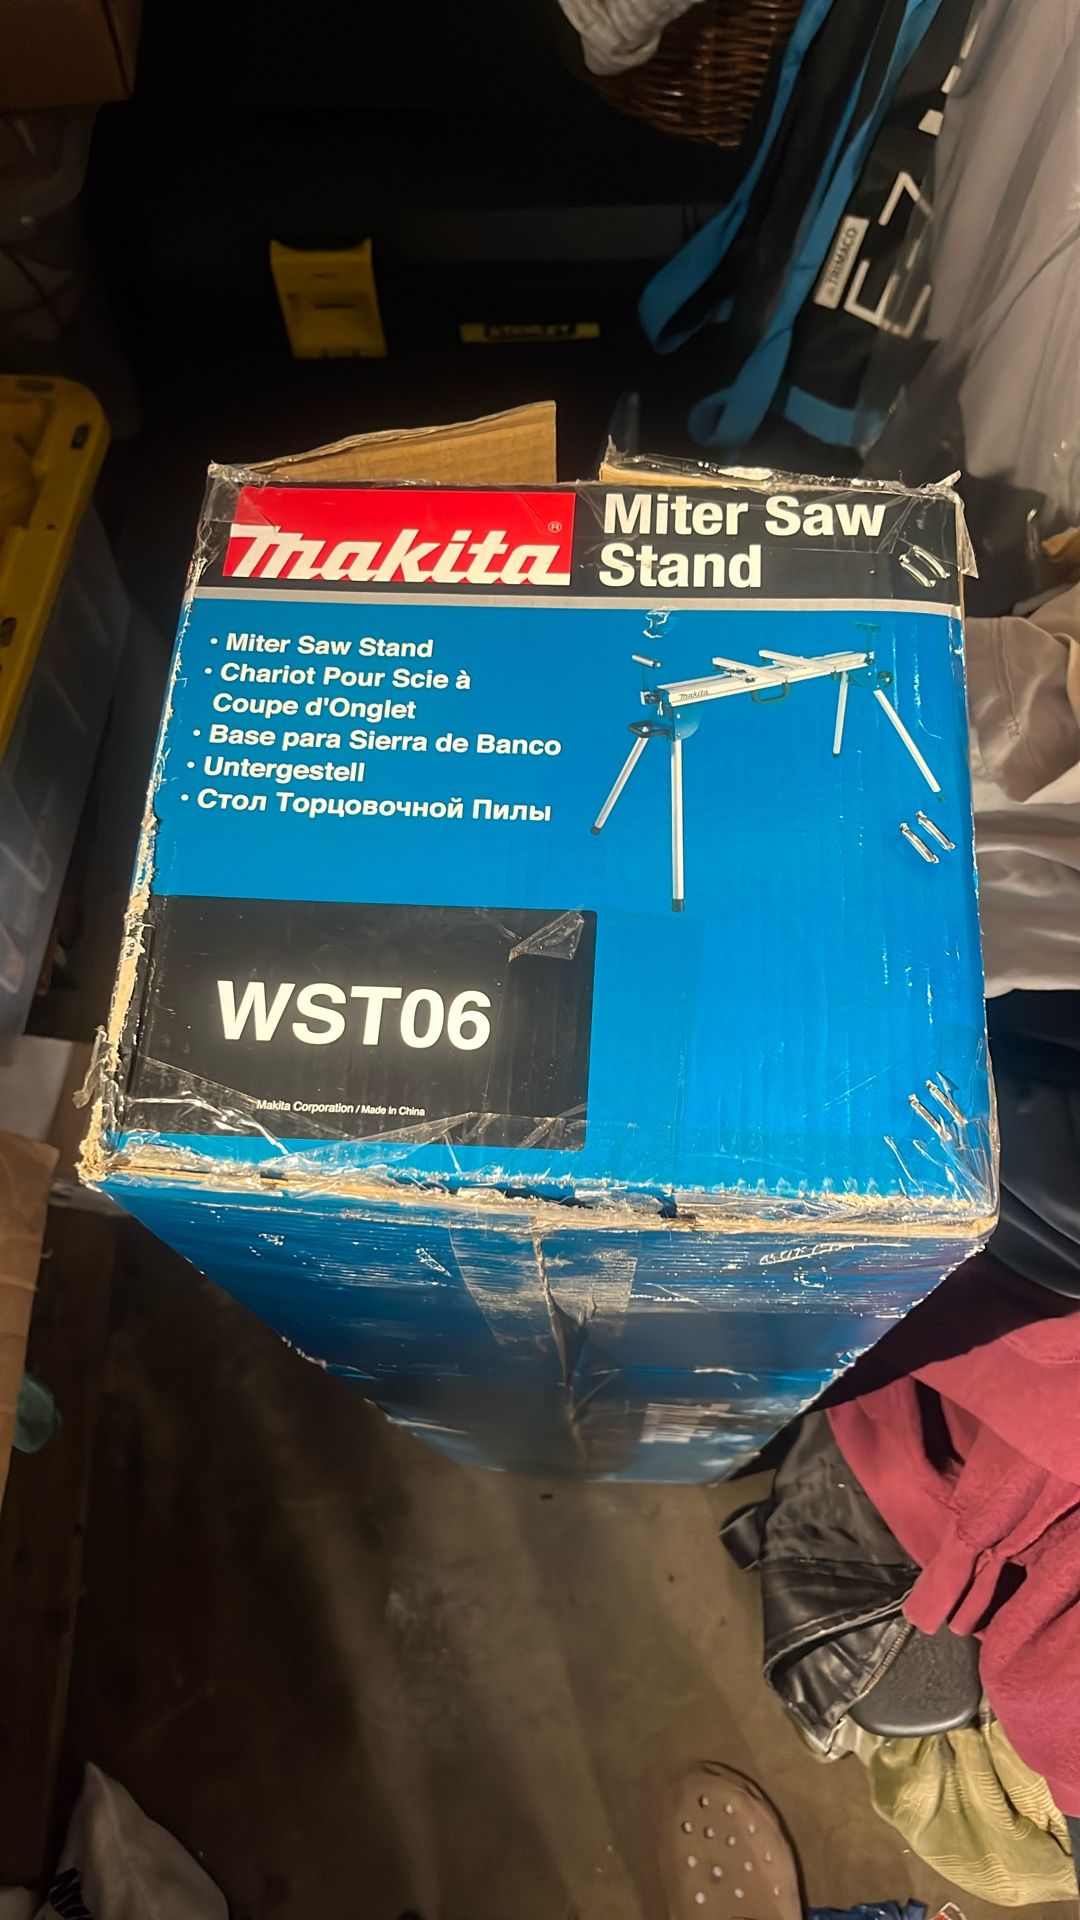 TRIAXCO
STANLEY
makita®
Miter Saw
Stand
• Miter Saw Stand
• Chariot Pour Scie à
Coupe d'Onglet
• Base para Sierra de Banco
• Untergestell
• Стол Торцовочной Пилы
makita
WST06
Makita Corporation / Made in China